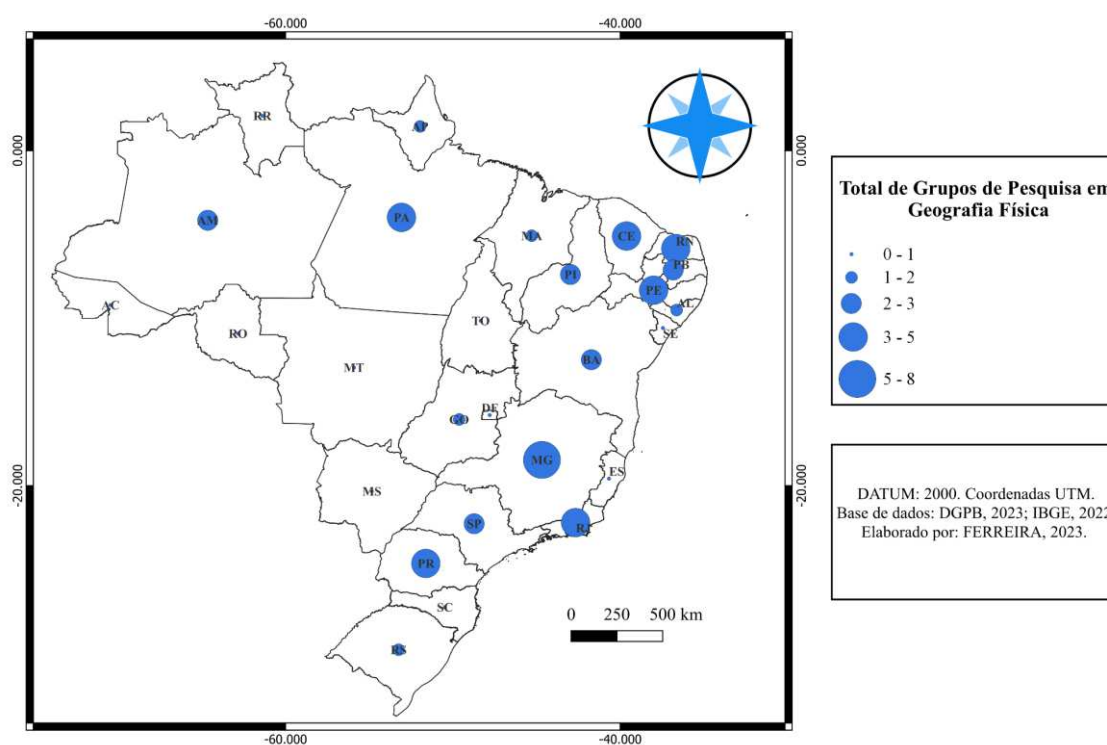 -60.000
-40.000
0.000
0.000
-20.000
-20.000
RR
AP
AM
PA
MA
CE
RN
PB
PI
PE
AL
SE
AC
RO
TO
BA
MT
GO
DF
MG
ES
MS
SP
RJ
PR
SC
RS
0 250 500 km
-60.000
-40.000
Total de Grupos de Pesquisa em
Geografia Física
0 - 1
1 - 2
2 - 3
3 - 5
5 - 8
DATUM: 2000. Coordenadas UTM.
Base de dados: DGPB, 2023; IBGE, 2022
Elaborado por: FERREIRA, 2023.